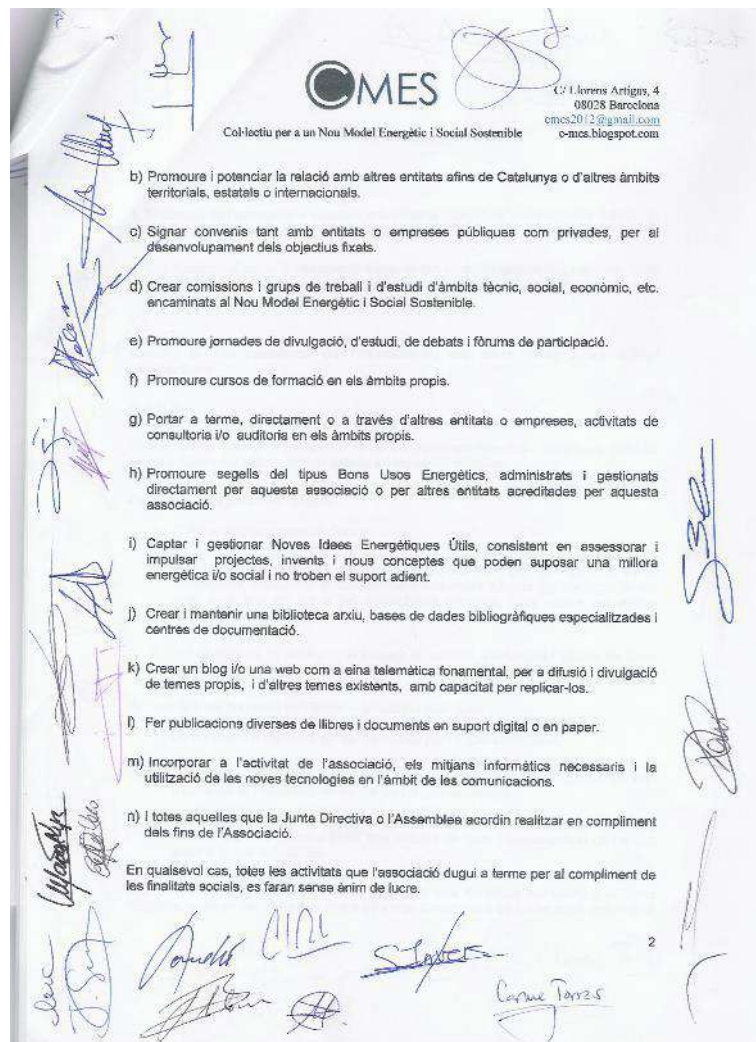 CMES
C/ Llorens Artigas, 4
08028 Barcelona
cmes2012@gmail.com
c-mes.blogspot.com
Col·lectiu per a un Nou Model Energètic i Social Sostenible
b) Promoure i potenciar la relació amb altres entitats afins de Catalunya o d'altres àmbits
territorials, estatals o internacionals.
c) Signar convenis tant amb entitats o empreses públiques com privades, per al
desenvolupament dels objectius fixats.
d) Crear comissions i grups de treball i d'estudi d'àmbits tècnic, social, econòmic, etc.
encaminats al Nou Model Energètic i Social Sostenible.
e) Promoure jornades de divulgació, d'estudi, de debats i fòrums de participació.
f) Promoure cursos de formació en els àmbits propis.
g) Portar a terme, directament o a través d'altres entitats o empreses, activitats de
consultoria i/o auditoria en els àmbits propis.
h) Promoure segells del tipus Bons Usos Energètics, administrats i gestionats
directament per aquesta associació o per altres entitats acreditades per aquesta
associació.
i) Captar i gestionar Noves Idees Energètiques Útils, consistent en assessorar i
impulsar projectes, invents i nous conceptes que poden suposar una millora
energètica i/o social i no troben el suport adient.
j) Crear i mantenir una biblioteca arxiu, bases de dades bibliogràfiques especialitzades i
centres de documentació.
k) Crear un blog i/o una web com a eina telemàtica fonamental, per a difusió i divulgació
de temes propis, i d'altres temes existents, amb capacitat per replicar-los.
l) Fer publicacions diverses de llibres i documents en suport digital o en paper.
m) Incorporar a l'activitat de l'associació, els mitjans informàtics necessaris i la
utilització de les noves tecnologies en l'àmbit de les comunicacions.
n) I totes aquelles que la Junta Directiva o l'Assemblea acordin realitzar en compliment
dels fins de l'Associació.
En qualsevol cas, totes les activitats que l'associació dugui a terme per al compliment de
les finalitats socials, es faran sense ànim de lucre.
2
Carme Torras